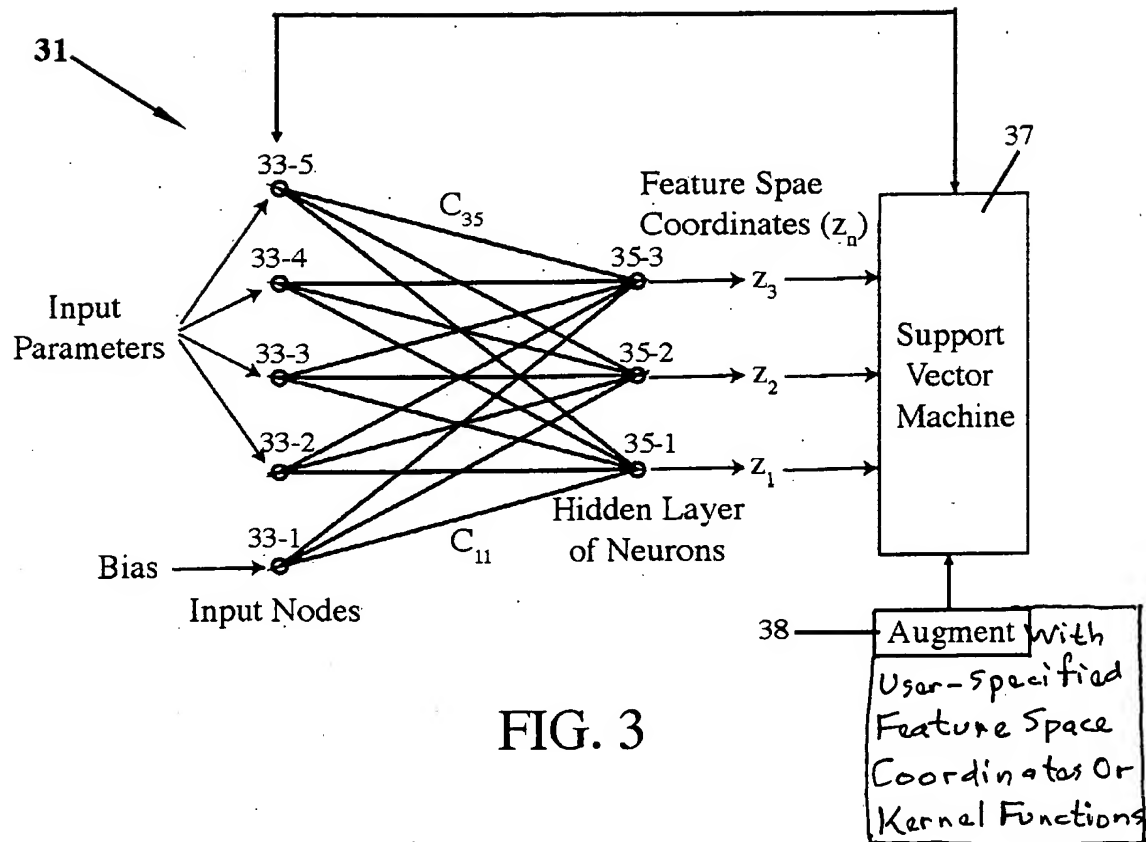 31
33-5
C35
Feature Spae
Coordinates (zn)
37
33-4
35-3
z3
Input
Parameters
33-3
35-2
z2
Support
Vector
Machine
33-2
35-1
z1
33-1
C11
Hidden Layer
of Neurons
Bias
Input Nodes
38
Augment With
User-Specified
Feature Space
Coordinates Or
Kernel Functions
FIG. 3